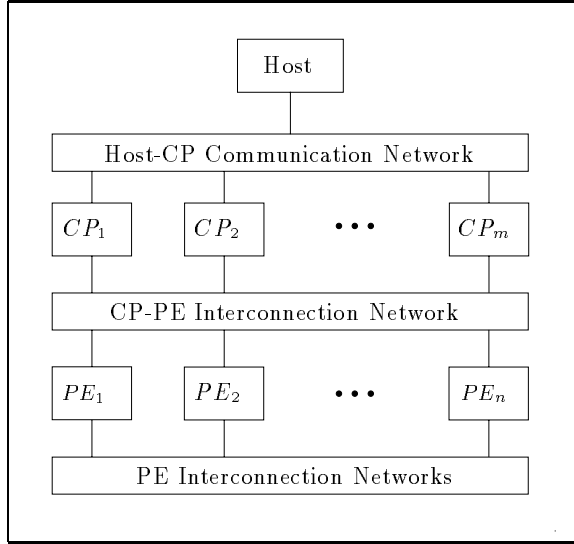 Host
Host-CP Communication Network
CP₁ CP₂ ••• CPₘ
CP-PE Interconnection Network
PE₁ PE₂ ••• PEₙ
PE Interconnection Networks